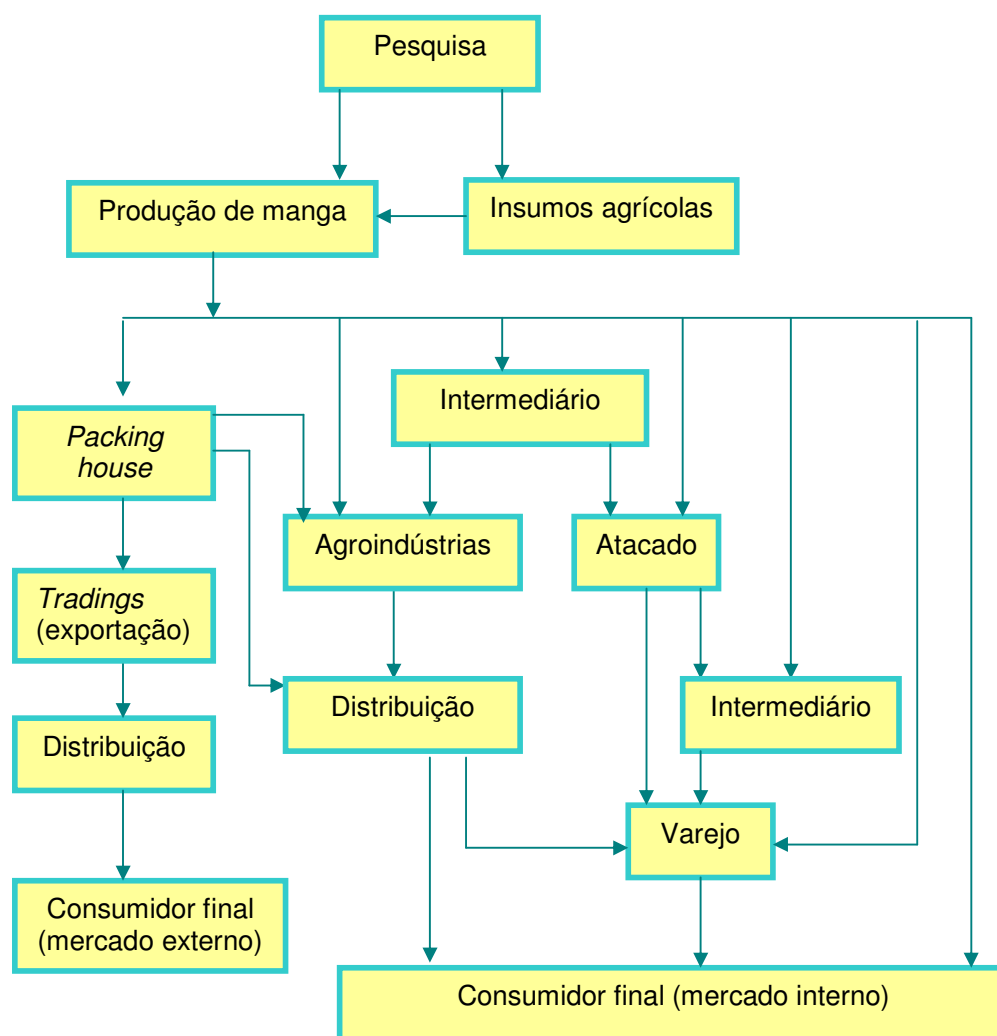 Pesquisa
Produção de manga
Insumos agrícolas
Intermediário
Packing
house
Agroindústrias
Atacado
Tradings
(exportação)
Distribuição
Intermediário
Distribuição
Varejo
Consumidor final
(mercado externo)
Consumidor final (mercado interno)